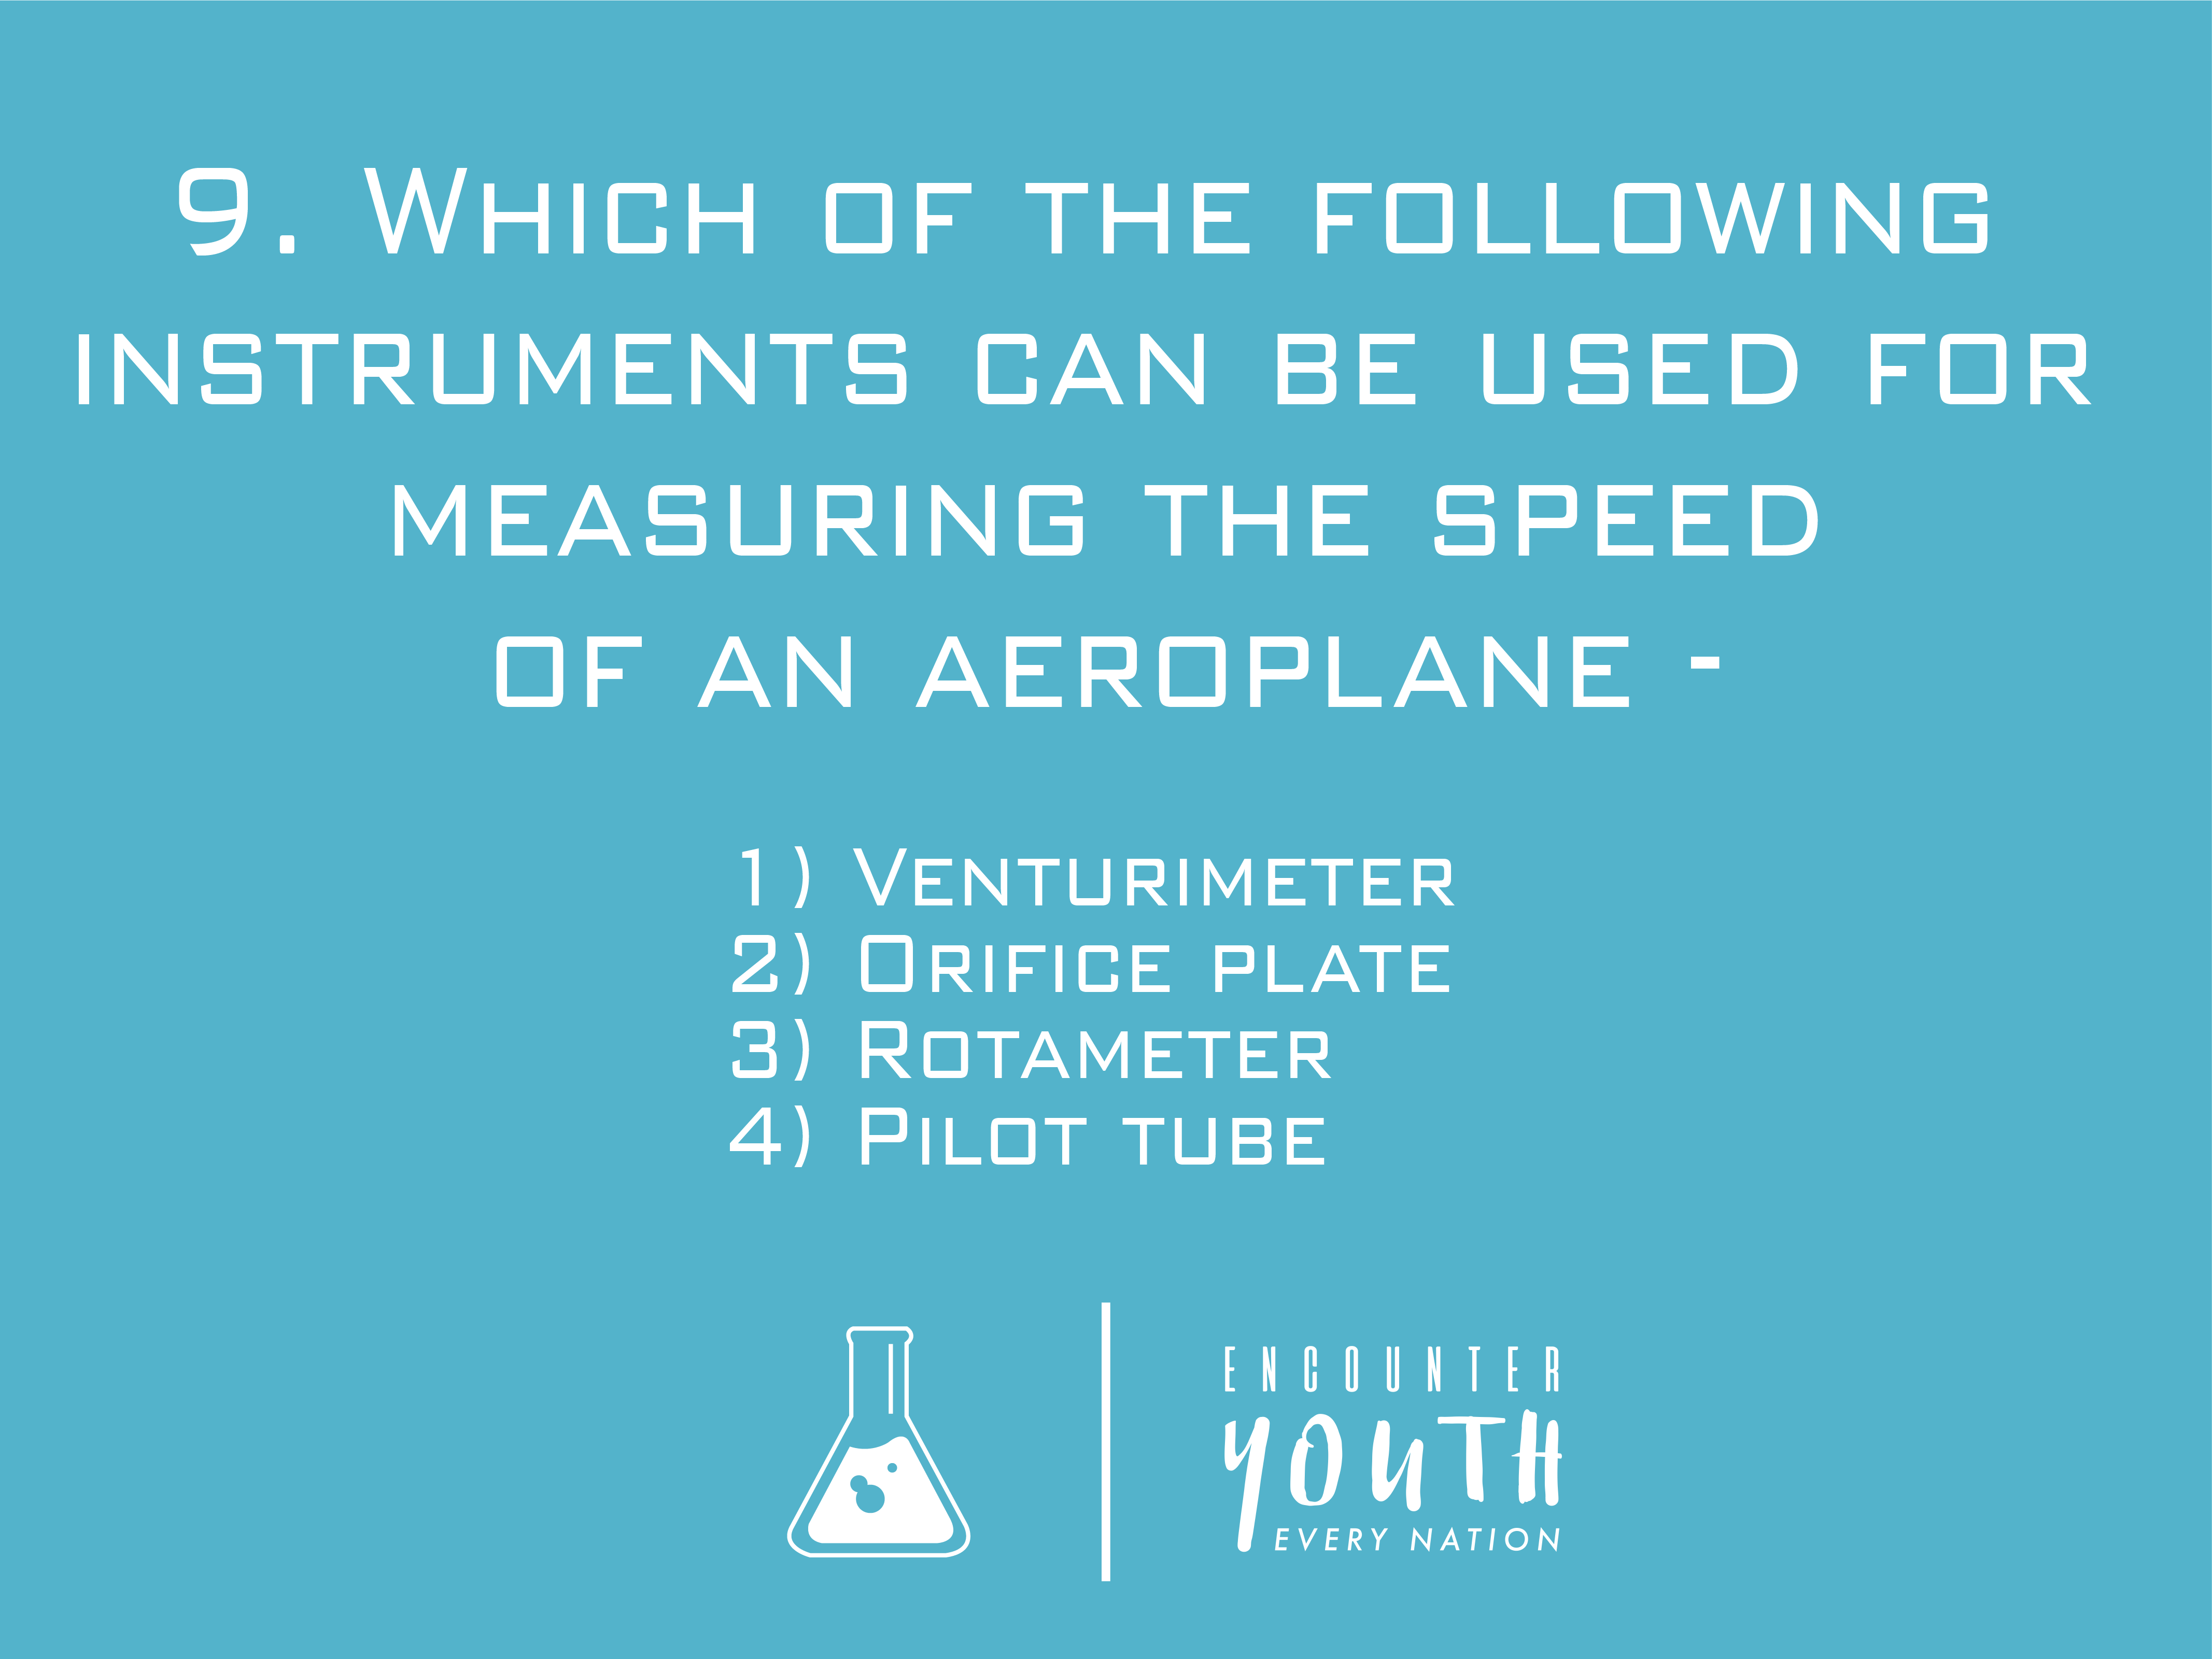 9. Which of the following
instruments can be used for
measuring the speed
of an aeroplane -
1) Venturimeter
2) Orifice plate
3) Rotameter
4) Pilot tube
ENCOUNTER
YOUTH
EVERY NATION